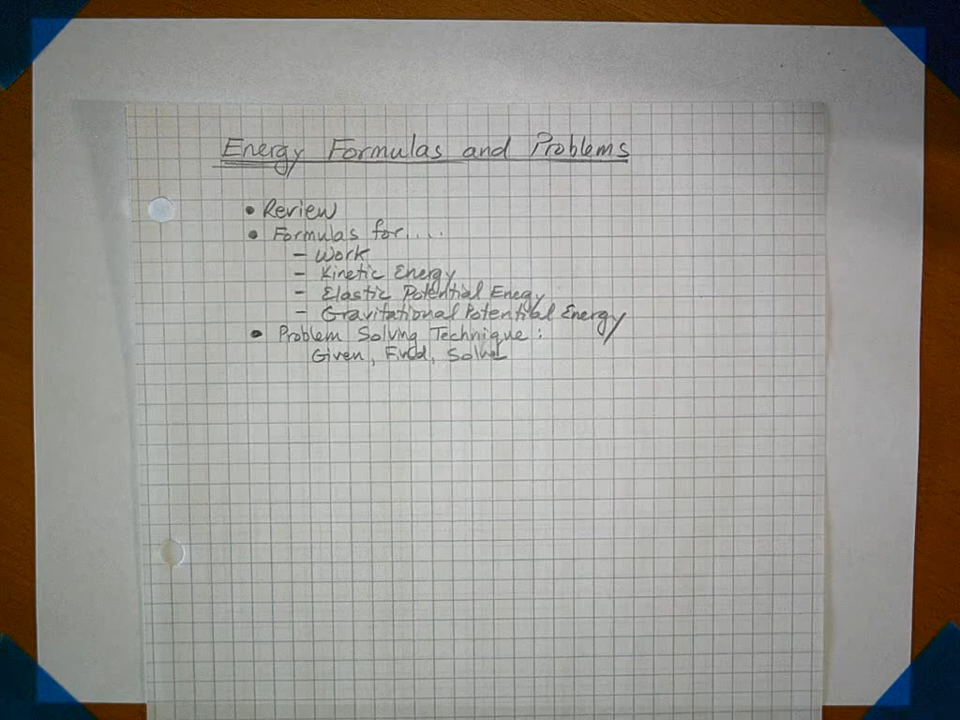 Energy Formulas and Problems
• Review
• Formulas for....
- Work
- Kinetic Energy
- Elastic Potential Enegy
- Gravitational Potential Energy
• Problem Solving Technique:
Given, Find, Solve